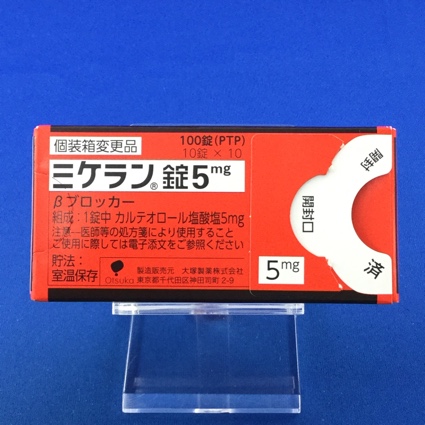 個装箱変更品
100錠(PTP)
10錠×10
ミケラン®錠5mg
βブロッカー
組成:1錠中 カルテオロール塩酸塩5mg
注意-医師等の処方箋により使用すること
ご使用に際しては電子添文をご参照ください
貯法:
室温保存
Otsuka
製造販売元 大塚製薬株式会社
東京都千代田区神田司町2-9
5mg
開封口
開封
済